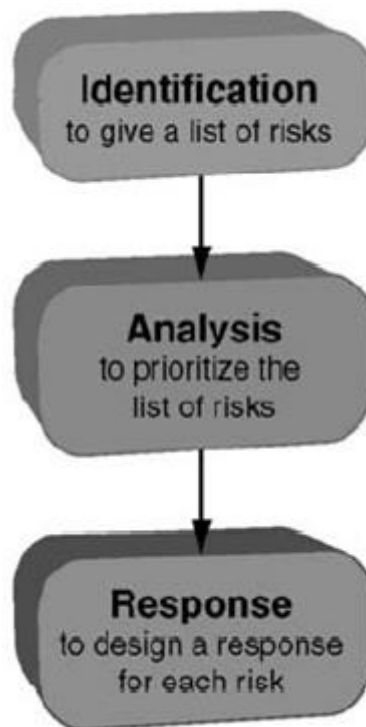 Identification
to give a list of risks
Analysis
to prioritize the
list of risks
Response
to design a response
for each risk